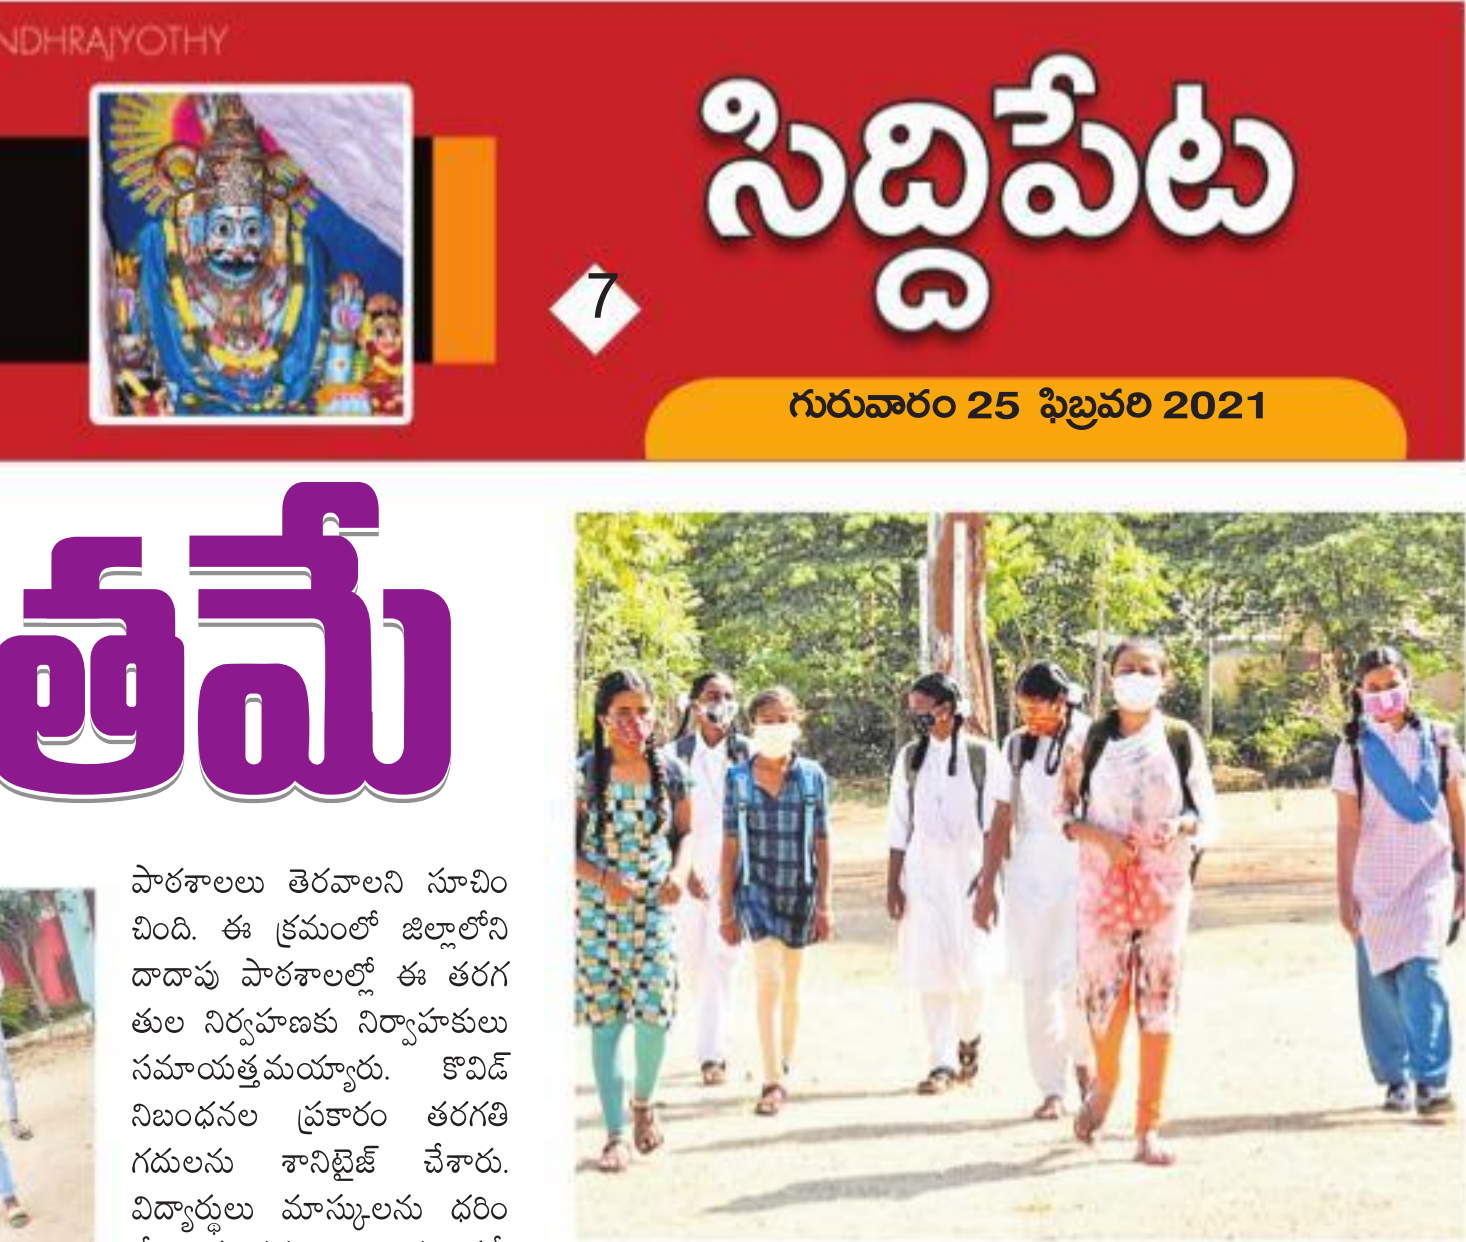 NDHRAJYOTHY
సిద్దిపేట
7
గురువారం 25 ఫిబ్రవరి 2021
తమే
పాఠశాలలు తెరవాలని సూచిం
చింది. ఈ క్రమంలో జిల్లాలోని
దాదాపు పాఠశాలల్లో ఈ తరగ
తుల నిర్వహణకు నిర్వాహకులు
సమాయత్తమయ్యారు. కొవిడ్
నిబంధనల ప్రకారం తరగతి
గదులను శానిటైజ్ చేశారు.
విద్యార్థులు మాస్కులను ధరిం